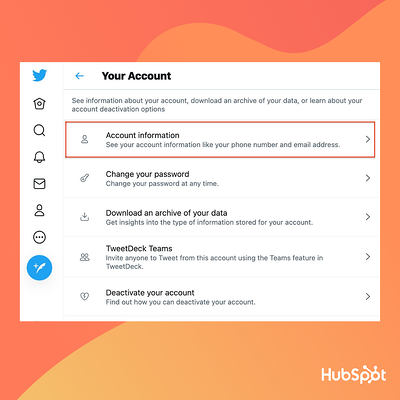 Your Account
See information about your account, download an archive of your data, or learn about your
account deactivation options
Account information
See your account information like your phone number and email address.
Change your password
Change your password at any time.
Download an archive of your data
Get insights into the type of information stored for your account.
TweetDeck Teams
Invite anyone to Tweet from this account using the Teams feature in
TweetDeck.
Deactivate your account
Find out how you can deactivate your account.
HubSpot